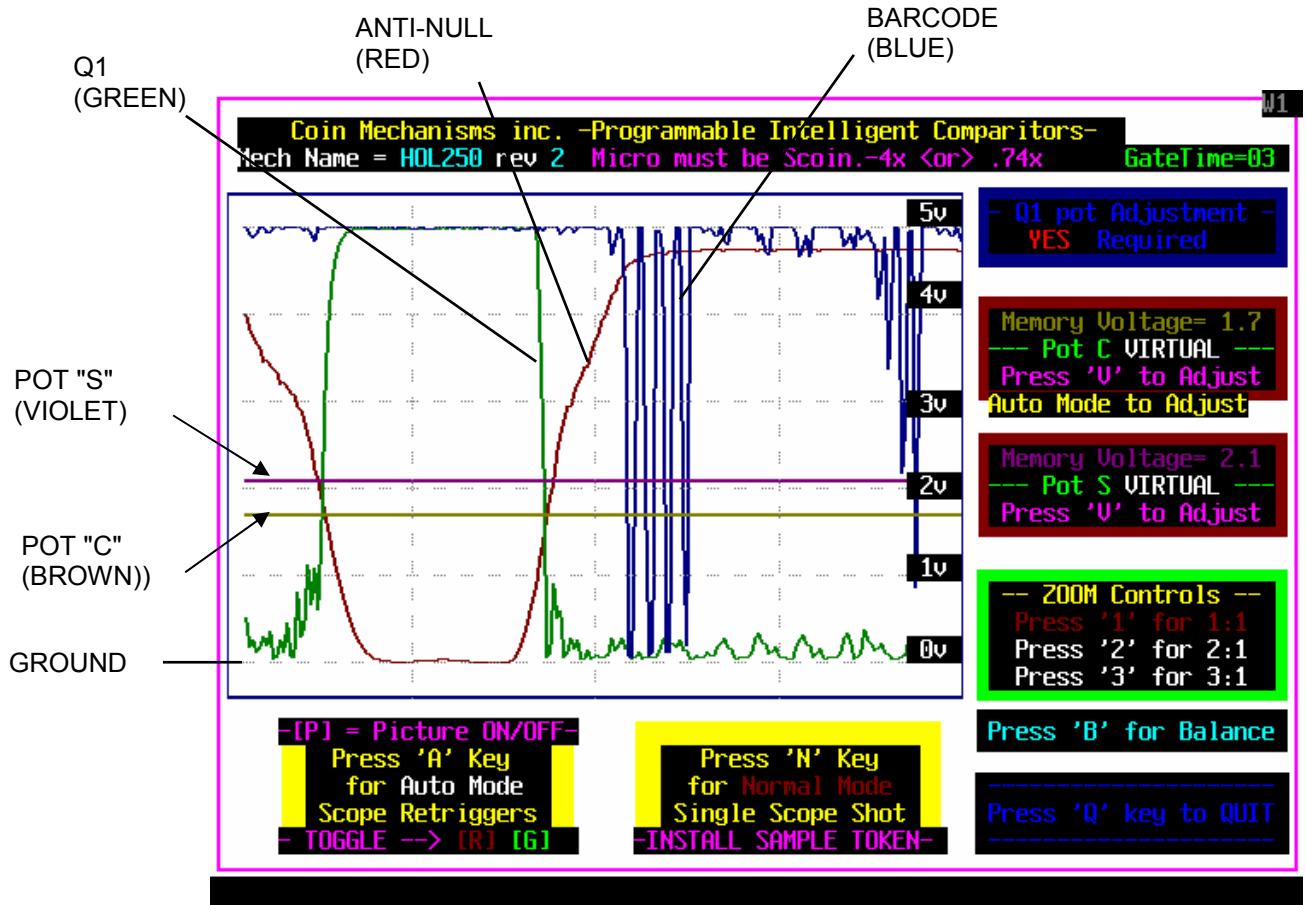 ANTI-NULL
(RED)
BARCODE
(BLUE)
Q1
(GREEN)
W1
Coin Mechanisms inc. -Programmable Intelligent Comparitors-
Mech Name = HOL250 rev 2 Micro must be Scoin.-4x <or> .74x GateTime=03
5v
4v
3v
2v
1v
0v
POT "S"
(VIOLET)
POT "C"
(BROWN))
GROUND
- Q1 pot Adjustment -
YES Required
Memory Voltage= 1.7
--- Pot C VIRTUAL ---
Press 'V' to Adjust
Auto Mode to Adjust
Memory Voltage= 2.1
--- Pot S VIRTUAL ---
Press 'V' to Adjust
-- ZOOM Controls --
Press '1' for 1:1
Press '2' for 2:1
Press '3' for 3:1
Press 'B' for Balance
Press 'Q' key to QUIT
-[P] = Picture ON/OFF-
Press 'A' Key
for Auto Mode
Scope Retriggers
- TOGGLE --> [R] [G]
Press 'N' Key
for Normal Mode
Single Scope Shot
-INSTALL SAMPLE TOKEN-